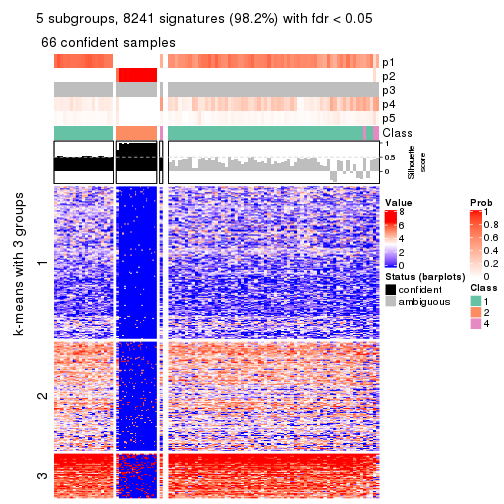 5 subgroups, 8241 signatures (98.2%) with fdr < 0.05
66 confident samples
p1
p2
p3
p4
p5
Class
1
0.5
0
Silhouette
score
k-means with 3 groups
1
2
3
Value
8
6
4
2
0
Status (barplots)
confident
ambiguous
Prob
1
0.8
0.6
0.4
0.2
0
Class
1
2
4